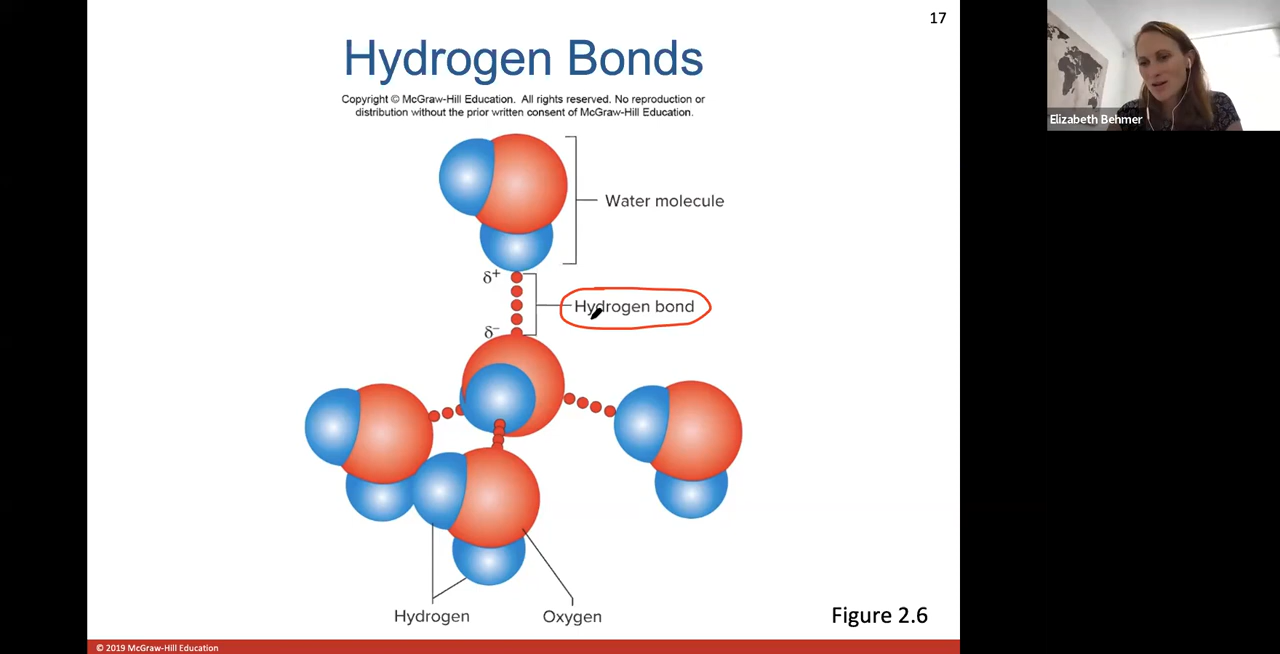 17
Hydrogen Bonds
Copyright © McGraw-Hill Education. All rights reserved. No reproduction or
distribution without the prior written consent of McGraw-Hill Education.
Elizabeth Behmer
Water molecule
δ+
Hydrogen bond
δ−
Hydrogen
Oxygen
Figure 2.6
© 2019 McGraw-Hill Education